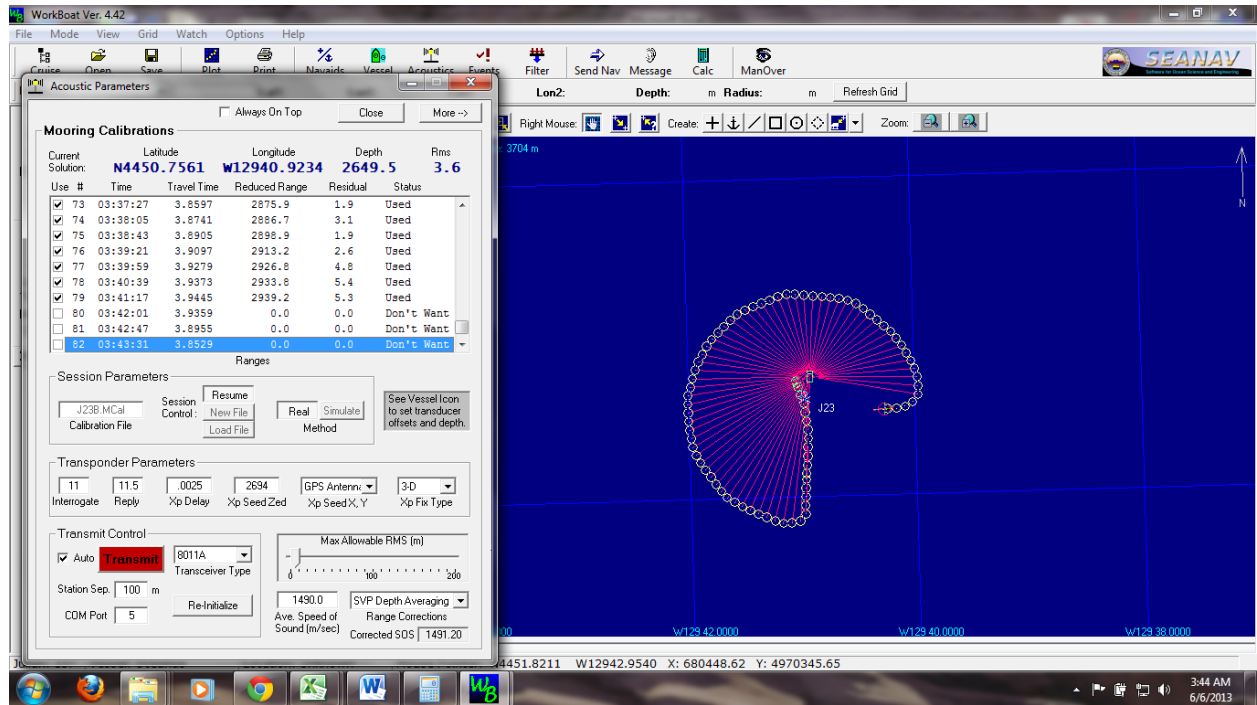 WorkBoat Ver. 4.42
File Mode View Grid Watch Options Help
Cruise Open Save Plot Print Navaids Vessel Acoustics Events Filter Send Nav Message Calc ManOver
SEANAV
Software for Ocean Science and Engineering
Lon2: Depth: m Radius: m Refresh Grid
Right Mouse: Create: Zoom:
3704 m
N
J23
W129 42.0000 W129 40.0000 W129 38.0000
Acoustic Parameters
Always On Top Close More -->
Mooring Calibrations
Latitude Longitude Depth Rms
Current Solution: N4450.7561 W12940.9234 2649.5 3.6
Use # Time Travel Time Reduced Range Residual Status
73 03:37:27 3.8597 2875.9 1.9 Used
74 03:38:05 3.8741 2886.7 3.1 Used
75 03:38:43 3.8905 2898.9 1.9 Used
76 03:39:21 3.9097 2913.2 2.6 Used
77 03:39:59 3.9279 2926.8 4.8 Used
78 03:40:39 3.9373 2933.8 5.4 Used
79 03:41:17 3.9445 2939.2 5.3 Used
80 03:42:01 3.9359 0.0 0.0 Don't Want
81 03:42:47 3.8955 0.0 0.0 Don't Want
82 03:43:31 3.8529 0.0 0.0 Don't Want
Ranges
Session Parameters
J23B.MCal
Calibration File
Session Control: Resume
New File
Load File
Real Simulate
Method
See Vessel Icon
to set transducer
offsets and depth.
Transponder Parameters
11 11.5 .0025 2694 GPS Antenna 3-D
Interrogate Reply Xp Delay Xp Seed Zed Xp Seed X, Y Xp Fix Type
Transmit Control
Auto Transmit 8011A
Transceiver Type
Station Sep. 100 m
COM Port 5
Re-Initialize
Max Allowable RMS (m)
0 100 200
1490.0 SVP Depth Averaging
Ave. Speed of Sound (m/sec) Range Corrections
Corrected SOS 1491.20
4451.8211 W12942.9540 X: 680448.62 Y: 4970345.65
3:44 AM
6/6/2013